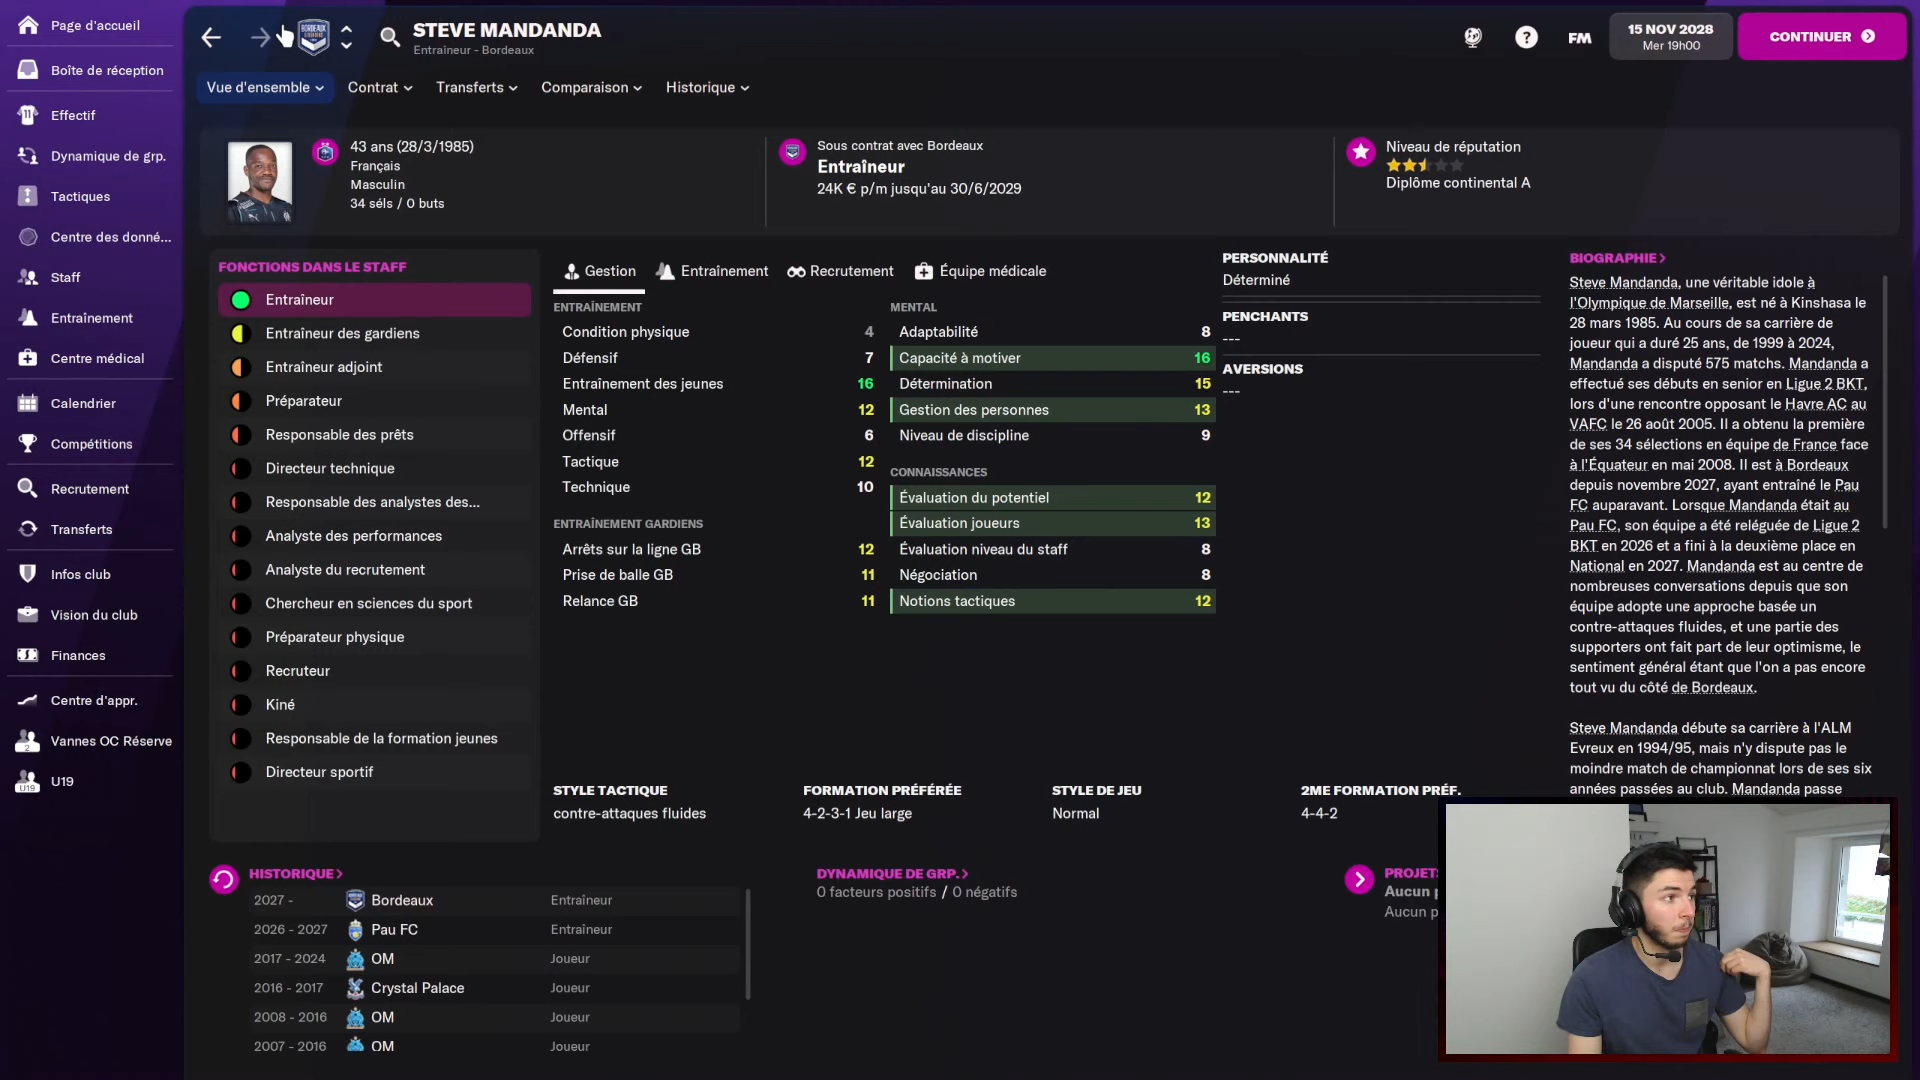 Page d'accueil
Boîte de réception
Effectif
Dynamique de grp.
Tactiques
Centre des donné...
Staff
Entraînement
Centre médical
Calendrier
Compétitions
Recrutement
Transferts
Infos club
Vision du club
Finances
Centre d'appr.
Vannes OC Réserve
U19
STEVE MANDANDA
Entraîneur - Bordeaux
FM
15 NOV 2028
Mer 19h00
CONTINUER
Vue d'ensemble
Contrat
Transferts
Comparaison
Historique
43 ans (28/3/1985)
Français
Masculin
34 séls / 0 buts
Sous contrat avec Bordeaux
Entraîneur
24K € p/m jusqu'au 30/6/2029
Niveau de réputation
Diplôme continental A
FONCTIONS DANS LE STAFF
Entraîneur
Entraîneur des gardiens
Entraîneur adjoint
Préparateur
Responsable des prêts
Directeur technique
Responsable des analystes des...
Analyste des performances
Analyste du recrutement
Chercheur en sciences du sport
Préparateur physique
Recruteur
Kiné
Responsable de la formation jeunes
Directeur sportif
Gestion
Entraînement
Recrutement
Équipe médicale
ENTRAÎNEMENT
Condition physique 4
Défensif 7
Entraînement des jeunes 16
Mental 12
Offensif 6
Tactique 12
Technique 10
ENTRAÎNEMENT GARDIENS
Arrêts sur la ligne GB 12
Prise de balle GB 11
Relance GB 11
MENTAL
Adaptabilité 8
Capacité à motiver 16
Détermination 15
Gestion des personnes 13
Niveau de discipline 9
CONNAISSANCES
Évaluation du potentiel 12
Évaluation joueurs 13
Évaluation niveau du staff 8
Négociation 8
Notions tactiques 12
PERSONNALITÉ
Déterminé
PENCHANTS
---
AVERSIONS
---
BIOGRAPHIE >
Steve Mandanda, une véritable idole à
l'Olympique de Marseille, est né à Kinshasa le
28 mars 1985. Au cours de sa carrière de
joueur qui a duré 25 ans, de 1999 à 2024,
Mandanda a disputé 575 matchs. Mandanda a
effectué ses débuts en senior en Ligue 2 BKT,
lors d'une rencontre opposant le Havre AC au
VAFC le 26 août 2005. Il a obtenu la première
de ses 34 sélections en équipe de France face
à l'Équateur en mai 2008. Il est à Bordeaux
depuis novembre 2027, ayant entraîné le Pau
FC auparavant. Lorsque Mandanda était au
Pau FC, son équipe a été reléguée de Ligue 2
BKT en 2026 et a fini à la deuxième place en
National en 2027. Mandanda est au centre de
nombreuses conversations depuis que son
équipe adopte une approche basée un
contre-attaques fluides, et une partie des
supporters ont fait part de leur optimisme, le
sentiment général étant que l'on a pas encore
tout vu du côté de Bordeaux.
Steve Mandanda débute sa carrière à l'ALM
Evreux en 1994/95, mais n'y dispute pas le
moindre match de championnat lors de ses six
années passées au club. Mandanda passe
STYLE TACTIQUE
contre-attaques fluides
FORMATION PRÉFÉRÉE
4-2-3-1 Jeu large
STYLE DE JEU
Normal
2ME FORMATION PRÉF.
4-4-2
HISTORIQUE >
2027 - Bordeaux Entraîneur
2026 - 2027 Pau FC Entraîneur
2017 - 2024 OM Joueur
2016 - 2017 Crystal Palace Joueur
2008 - 2016 OM Joueur
2007 - 2016 OM Joueur
DYNAMIQUE DE GRP. >
0 facteurs positifs / 0 négatifs
PROJETS
Aucun p
Aucun p